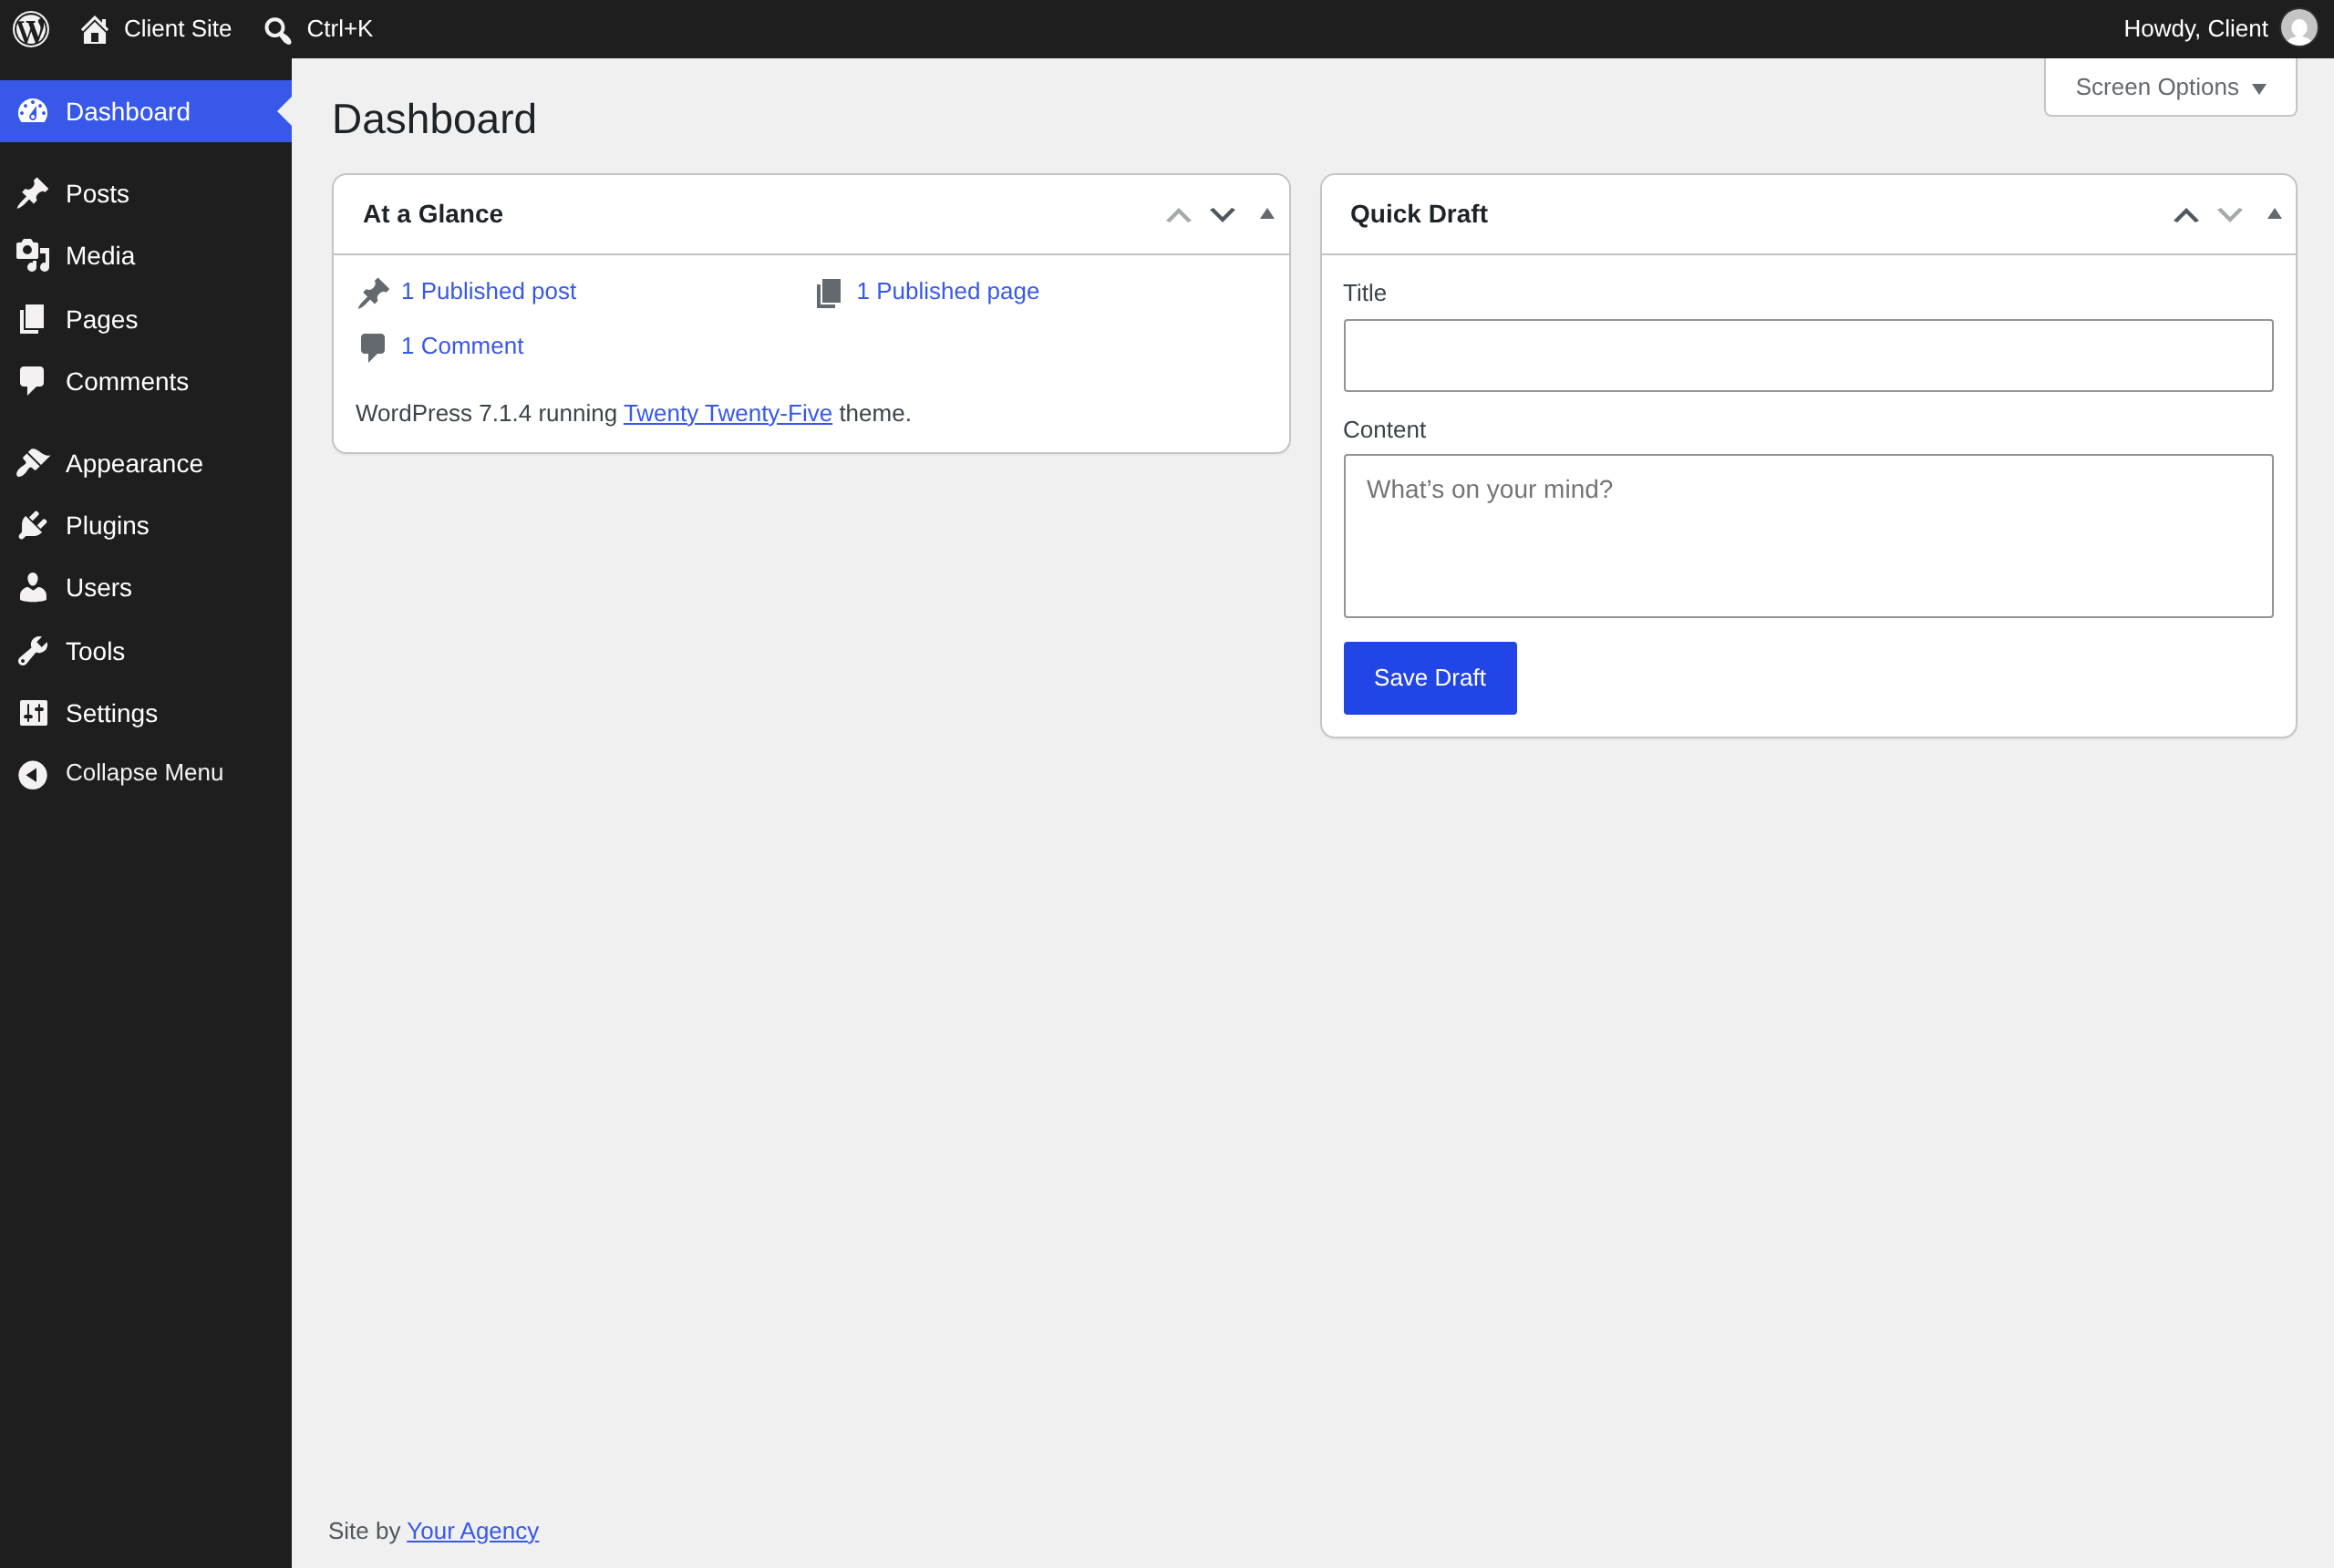 Client Site
Ctrl+K
Howdy, Client
Screen Options
Dashboard
Posts
Media
Pages
Comments
Appearance
Plugins
Users
Tools
Settings
Collapse Menu
Dashboard
At a Glance
1 Published post
1 Published page
1 Comment
WordPress 7.1.4 running Twenty Twenty-Five theme.
Quick Draft
Title
Content
What’s on your mind?
Save Draft
Site by Your Agency